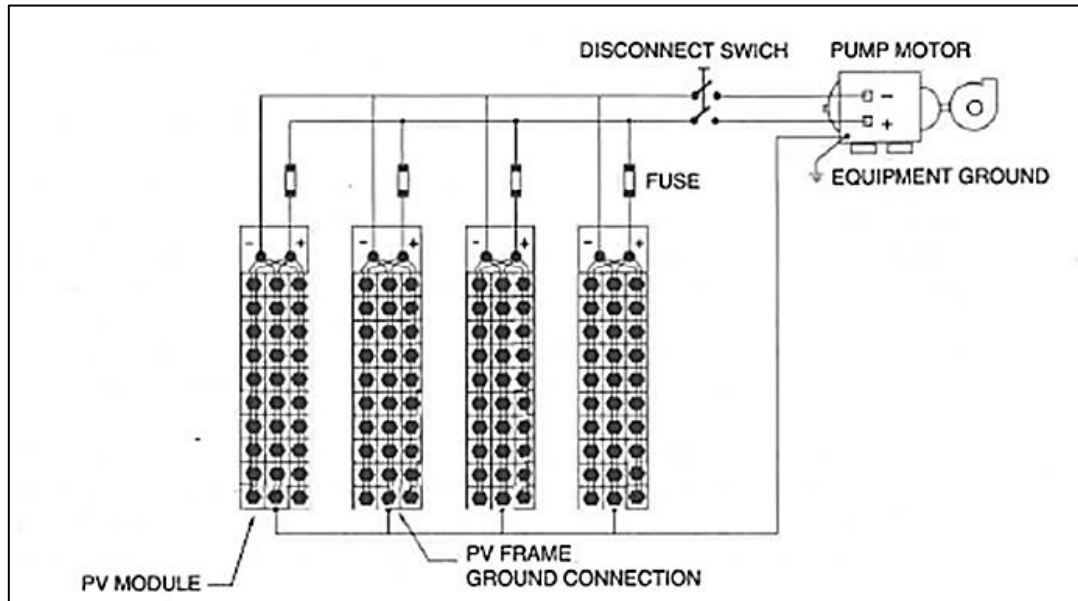 DISCONNECT SWICH
PUMP MOTOR
-
+
FUSE
EQUIPMENT GROUND
- +
- +
- +
- +
PV FRAME
GROUND CONNECTION
PV MODULE